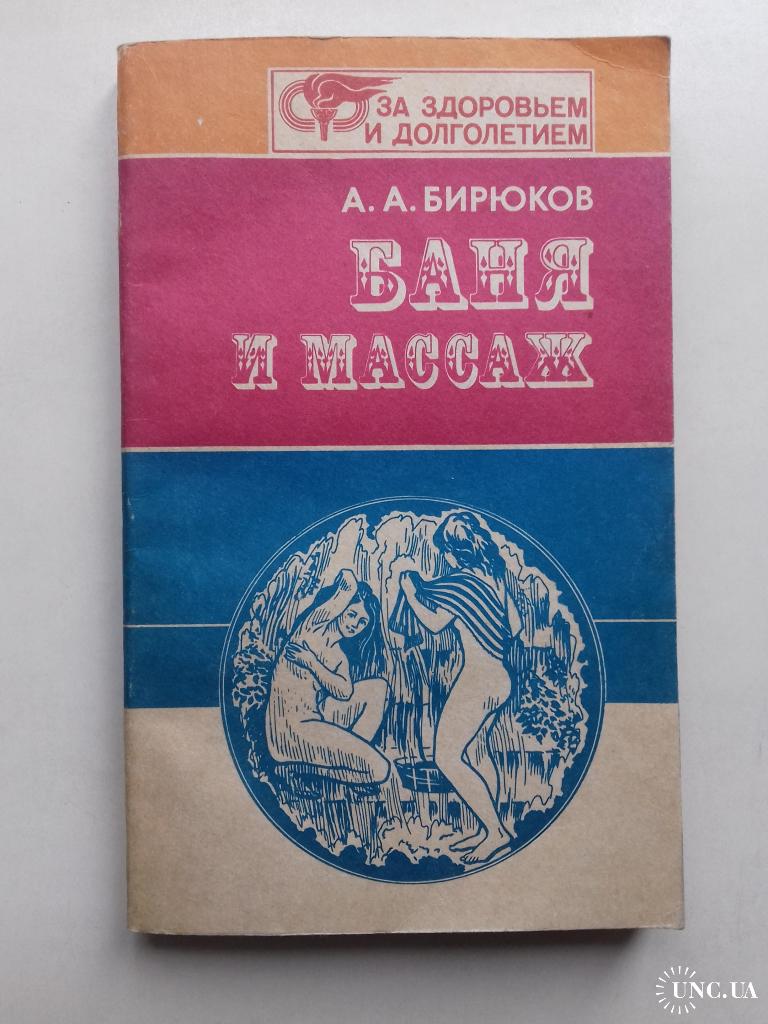 ЗА ЗДОРОВЬЕМ
И ДОЛГОЛЕТИЕМ
А. А. БИРЮКОВ
БАНЯ
И МАССАЖ
UNC.UA